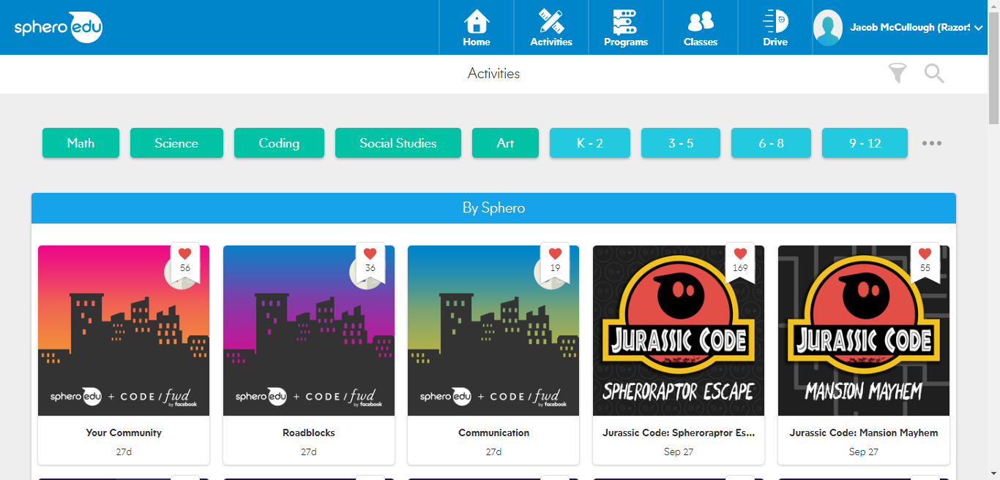 sphero edu
Home
Activities
Programs
Classes
Drive
Jacob McCullough (RazorS
Activities
Math
Science
Coding
Social Studies
Art
K - 2
3 - 5
6 - 8
9 - 12
By Sphero
56
36
19
169
55
sphero edu + CODE / fwd
by facebook
sphero edu + CODE / fwd
by facebook
sphero edu + CODE / fwd
by facebook
JURASSIC CODE
SPHERORAPTOR ESCAPE
JURASSIC CODE
MANSION MAYHEM
Your Community
27d
Roadblocks
27d
Communication
27d
Jurassic Code: Spheroraptor Es...
Sep 27
Jurassic Code: Mansion Mayhem
Sep 27